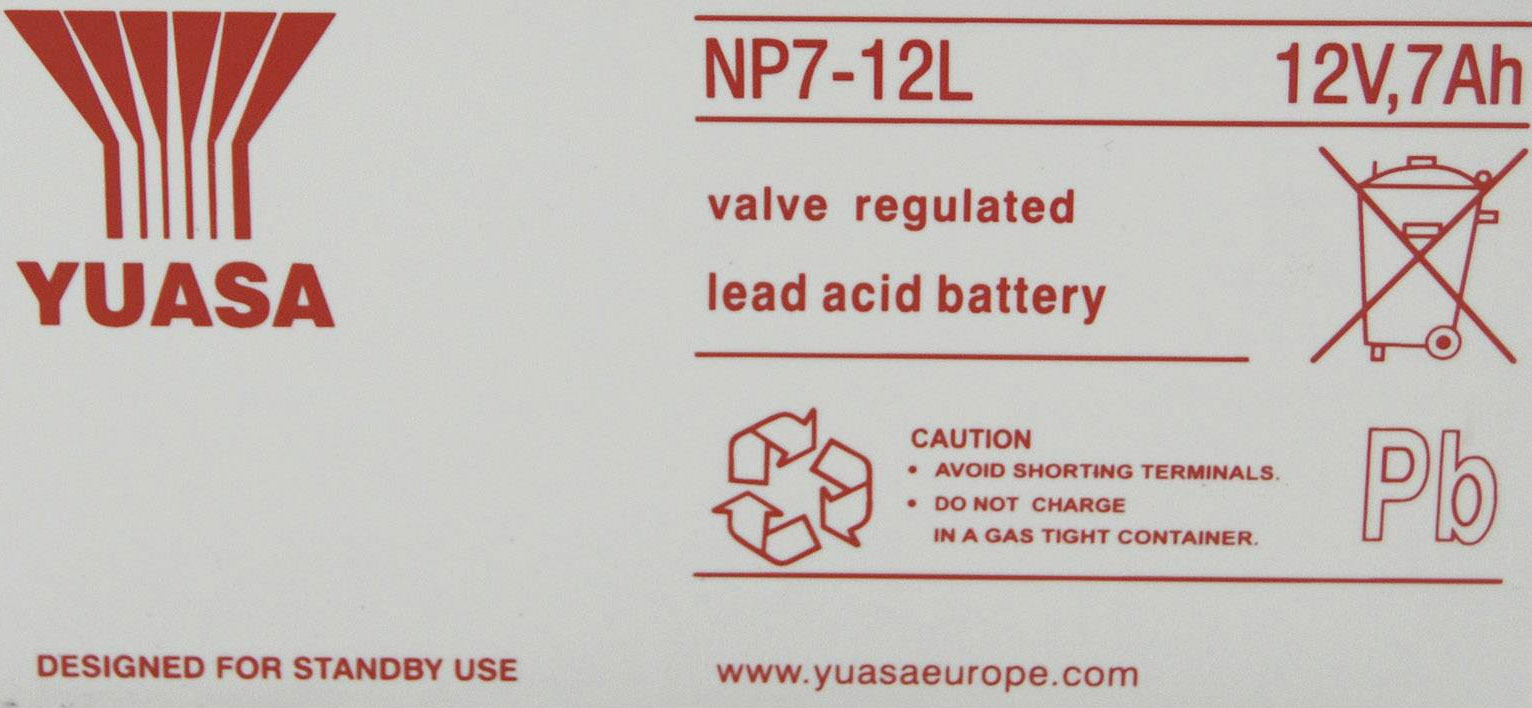 YUASA
NP7-12L 12V,7Ah
valve regulated
lead acid battery
CAUTION
• AVOID SHORTING TERMINALS.
• DO NOT CHARGE
IN A GAS TIGHT CONTAINER.
Pb
DESIGNED FOR STANDBY USE
www.yuasaeurope.com